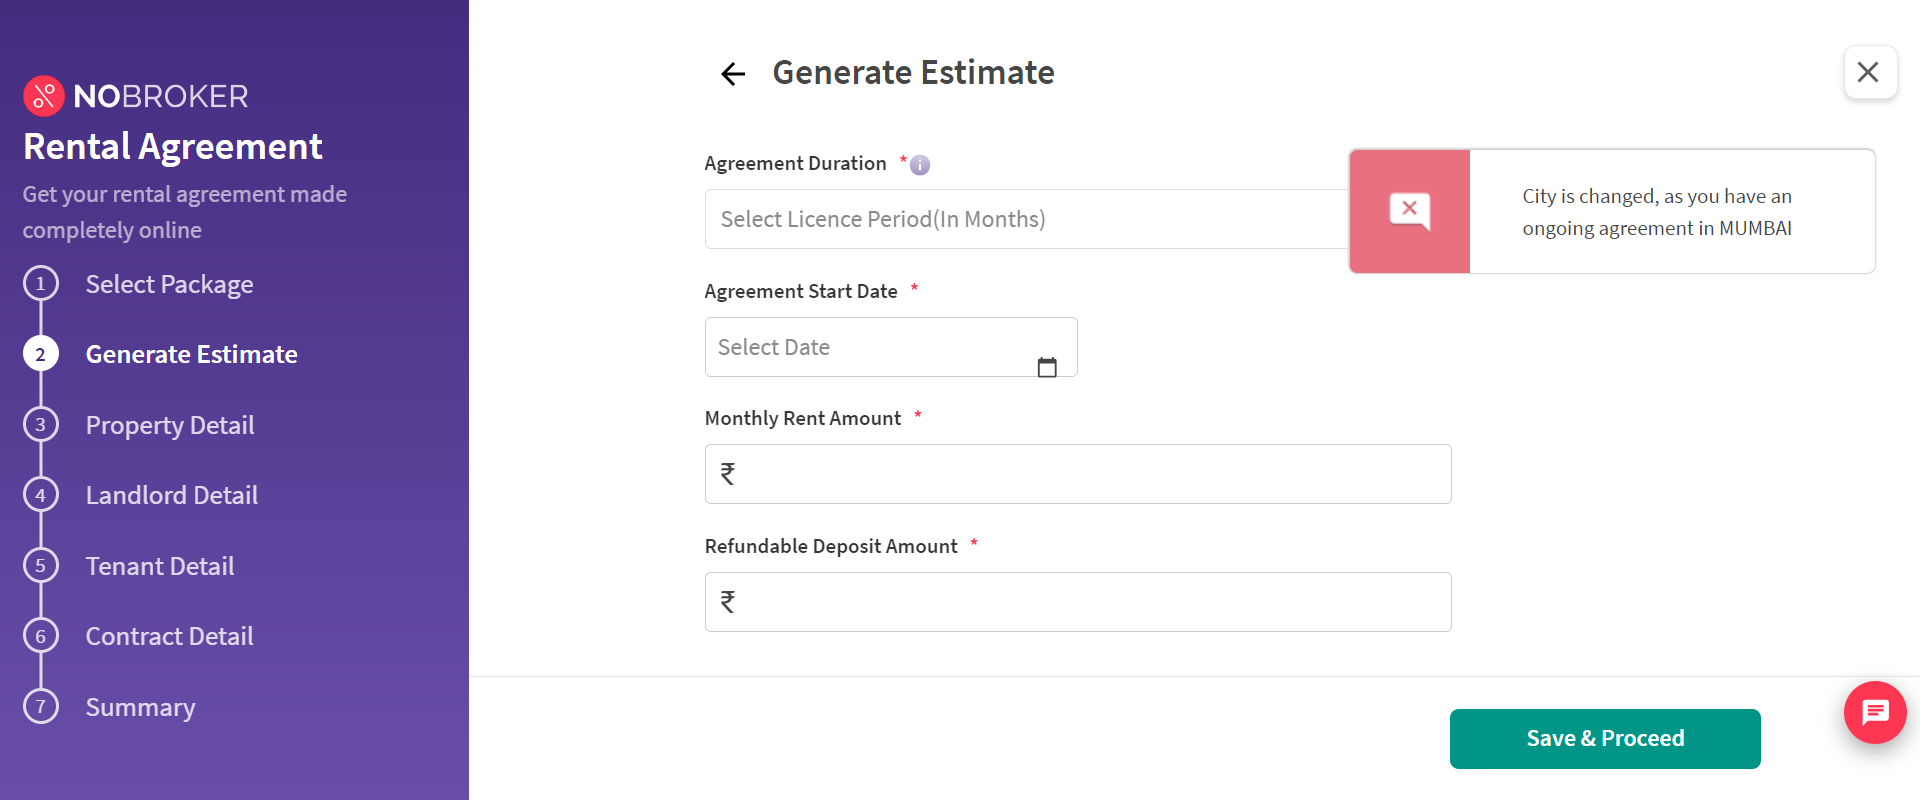 NOBROKER
Rental Agreement
Get your rental agreement made
completely online
1 Select Package
2 Generate Estimate
3 Property Detail
4 Landlord Detail
5 Tenant Detail
6 Contract Detail
7 Summary
Generate Estimate
Agreement Duration * i
Select Licence Period(In Months)
City is changed, as you have an
ongoing agreement in MUMBAI
Agreement Start Date *
Select Date
Monthly Rent Amount *
₹
Refundable Deposit Amount *
₹
Save & Proceed